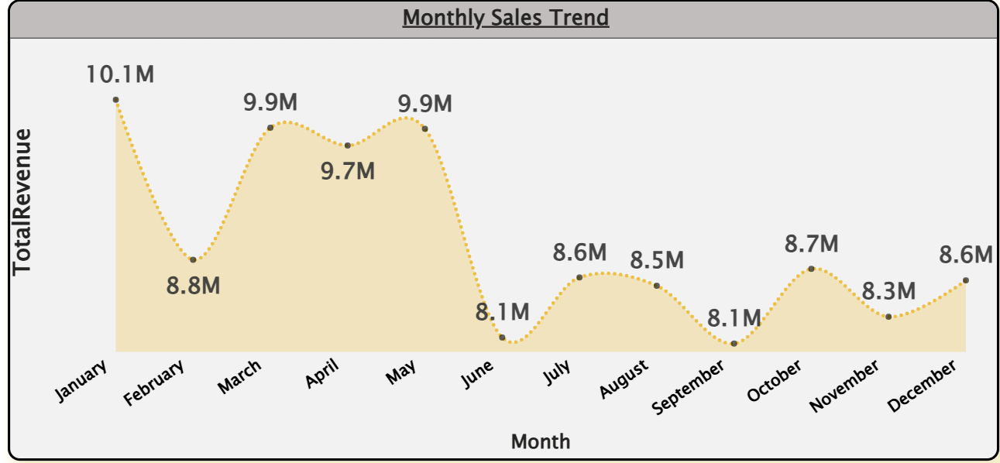 Monthly Sales Trend
TotalRevenue
10.1M
8.8M
9.9M
9.7M
9.9M
8.1M
8.6M
8.5M
8.1M
8.7M
8.3M
8.6M
January
February
March
April
May
June
July
August
September
October
November
December
Month